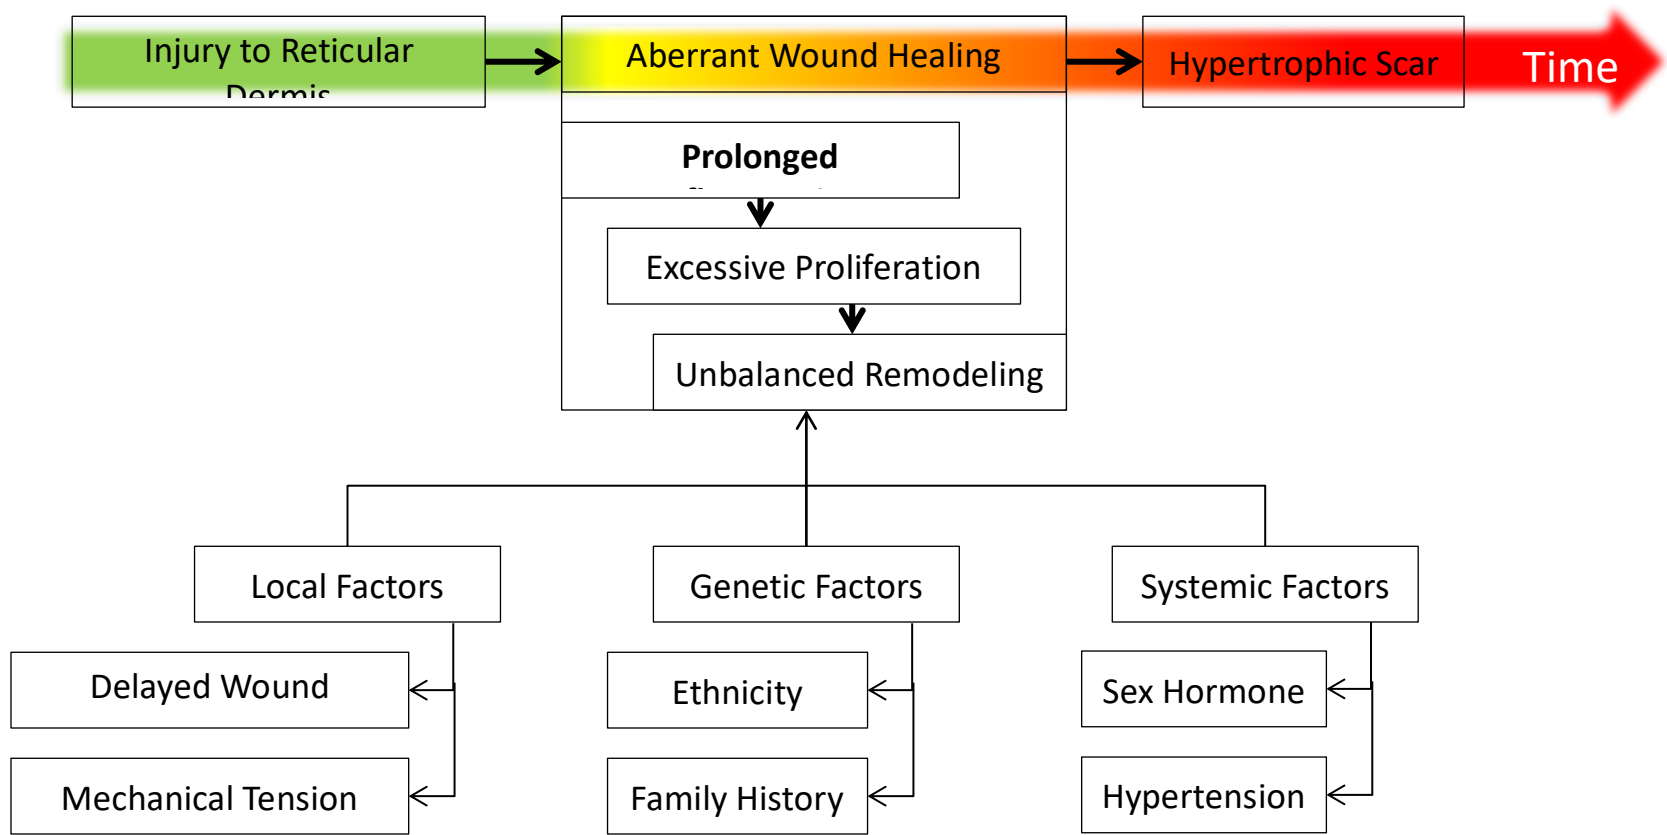 Injury to Reticular
Dermis
Aberrant Wound Healing
Hypertrophic Scar
Time
Prolonged
Excessive Proliferation
Unbalanced Remodeling
Local Factors
Genetic Factors
Systemic Factors
Delayed Wound
Ethnicity
Sex Hormone
Mechanical Tension
Family History
Hypertension